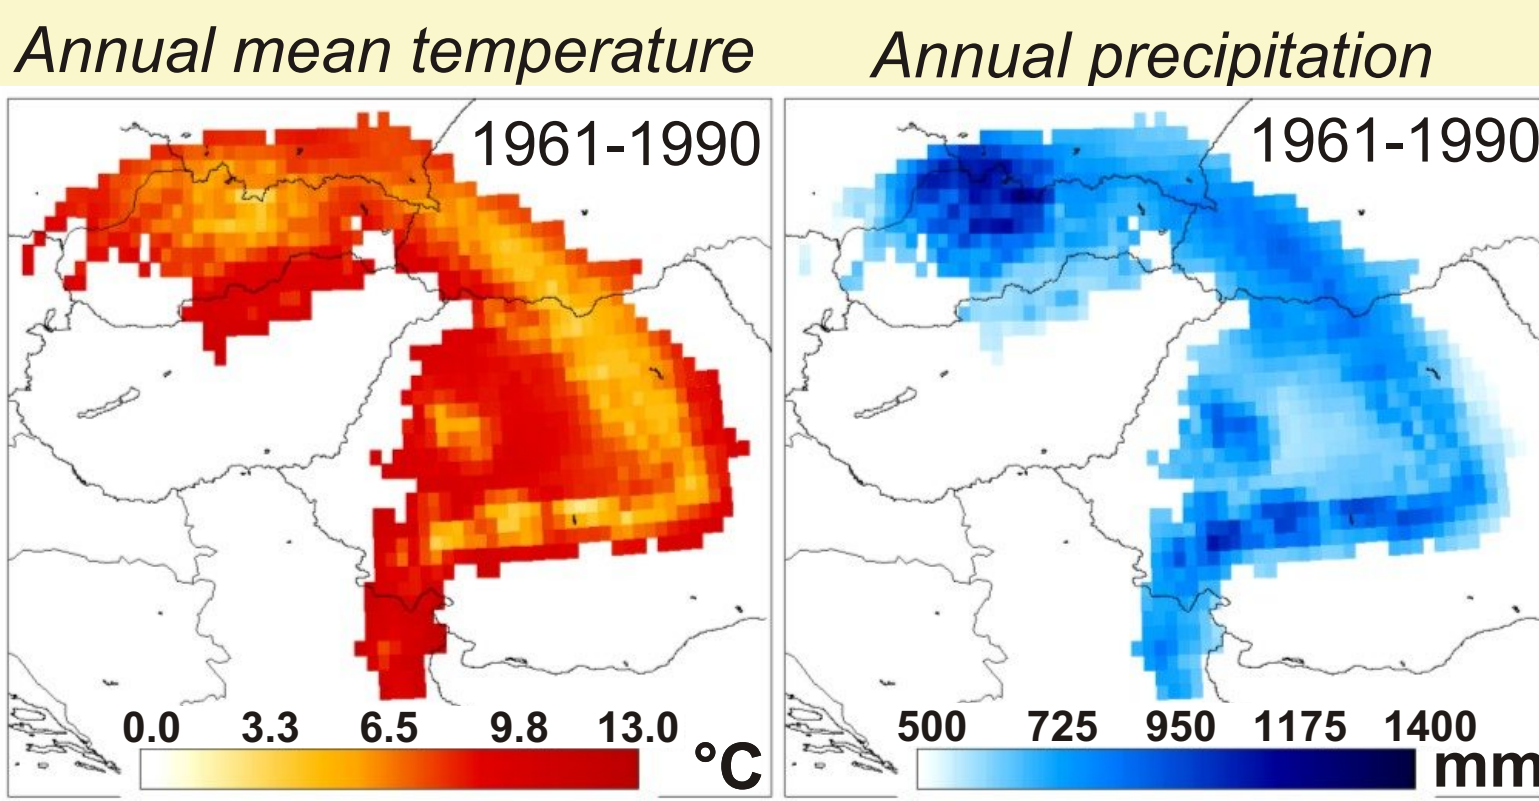 Annual mean temperature
Annual precipitation
1961-1990
1961-1990
0.0 3.3 6.5 9.8 13.0
°C
500 725 950 1175 1400
mm